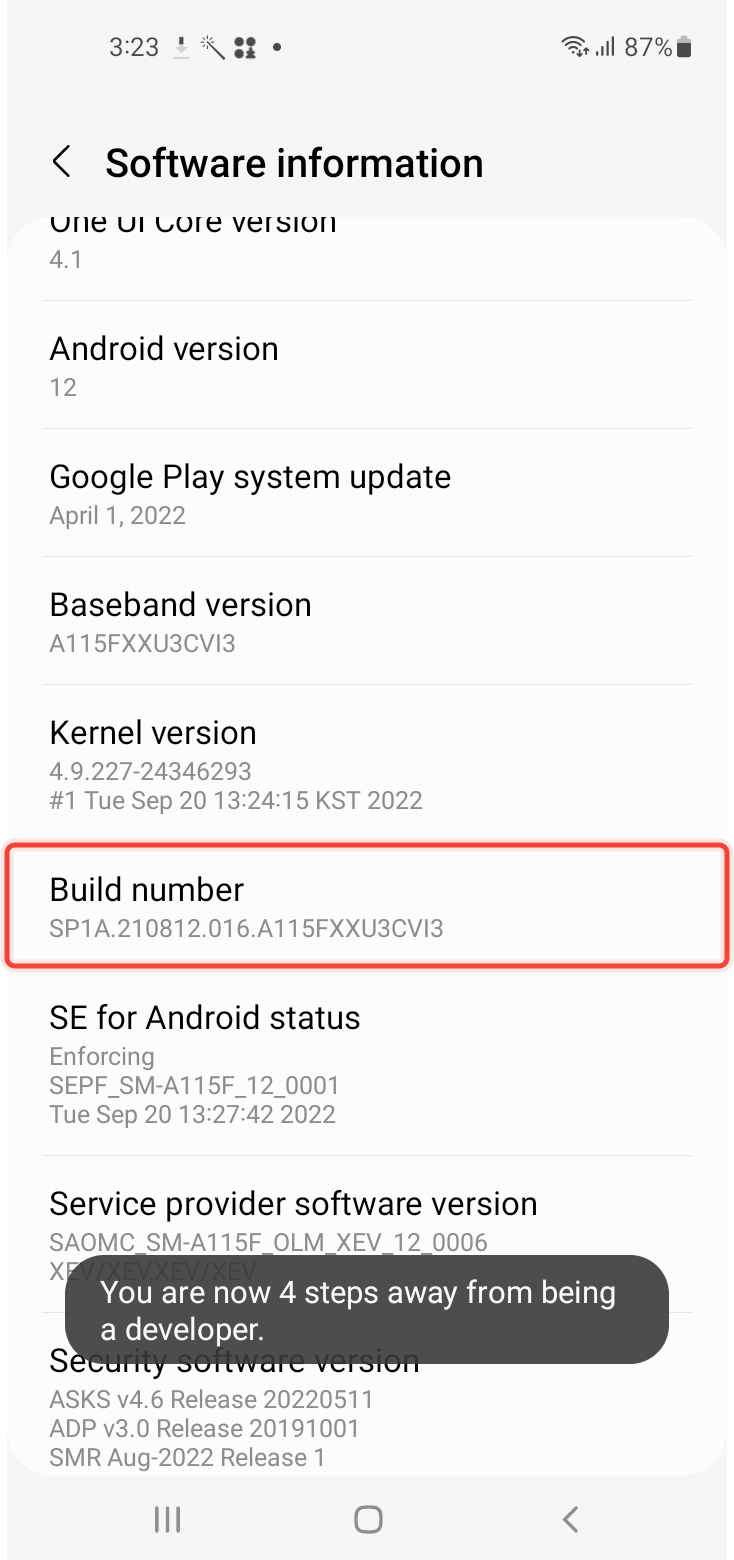 3:23 87%
Software information
One UI Core version
4.1
Android version
12
Google Play system update
April 1, 2022
Baseband version
A115FXXU3CVI3
Kernel version
4.9.227-24346293
#1 Tue Sep 20 13:24:15 KST 2022
Build number
SP1A.210812.016.A115FXXU3CVI3
SE for Android status
Enforcing
SEPF_SM-A115F_12_0001
Tue Sep 20 13:27:42 2022
Service provider software version
SAOMC_SM-A115F_OLM_XEV_12_0006
XEV/XEV,XEV/XEV
You are now 4 steps away from being
a developer.
Security software version
ASKS v4.6 Release 20220511
ADP v3.0 Release 20191001
SMR Aug-2022 Release 1